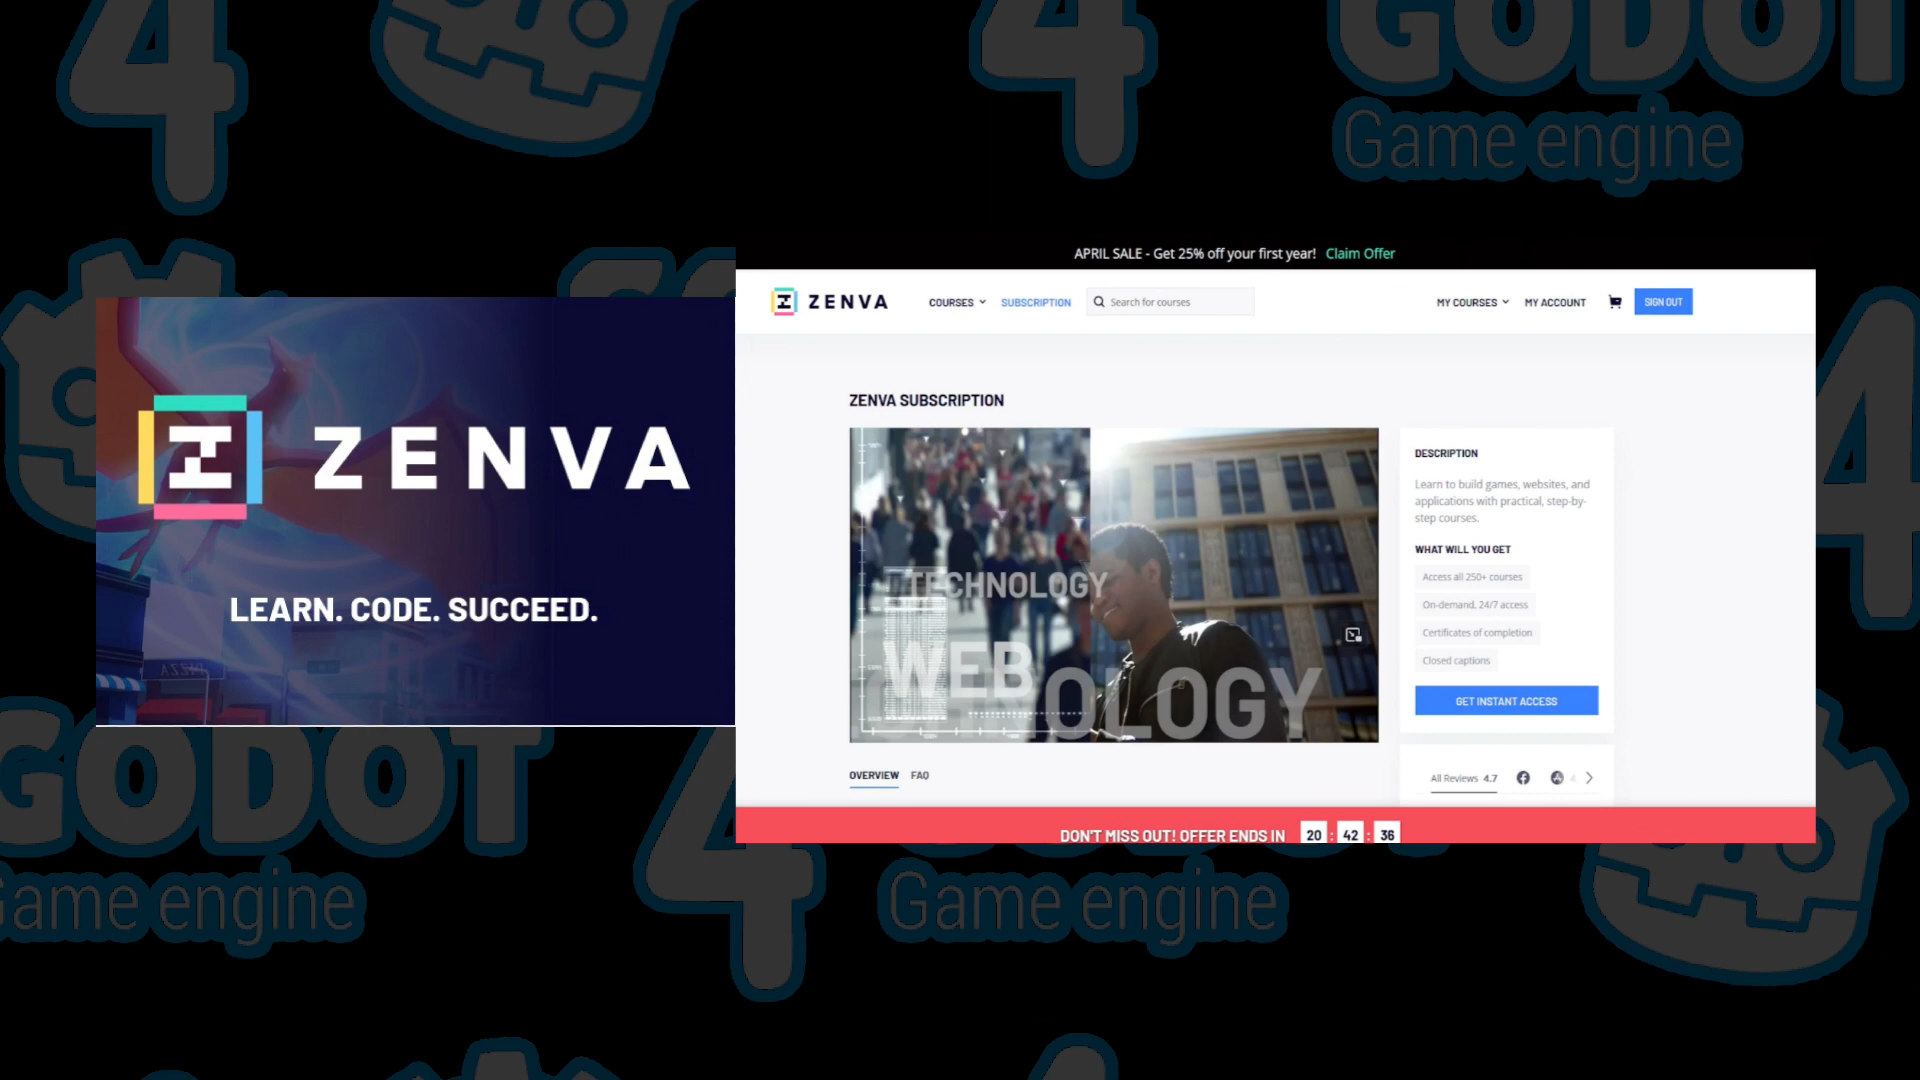 4
4
GODOT
Game engine
APRIL SALE - Get 25% off your first year! Claim Offer
ZENVA
COURSES
SUBSCRIPTION
Search for courses
MY COURSES
MY ACCOUNT
SIGN OUT
ZENVA
LEARN. CODE. SUCCEED.
ZENVA SUBSCRIPTION
TECHNOLOGY
WEB
OLOGY
DESCRIPTION
Learn to build games, websites, and
applications with practical, step-by-
step courses.
WHAT WILL YOU GET
Access all 250+ courses
On-demand, 24/7 access
Certificates of completion
Closed captions
GET INSTANT ACCESS
OVERVIEW
FAQ
All Reviews 4.7
DON'T MISS OUT! OFFER ENDS IN 20 : 42 : 36
4
GODOT
Game engine
4
Game engine